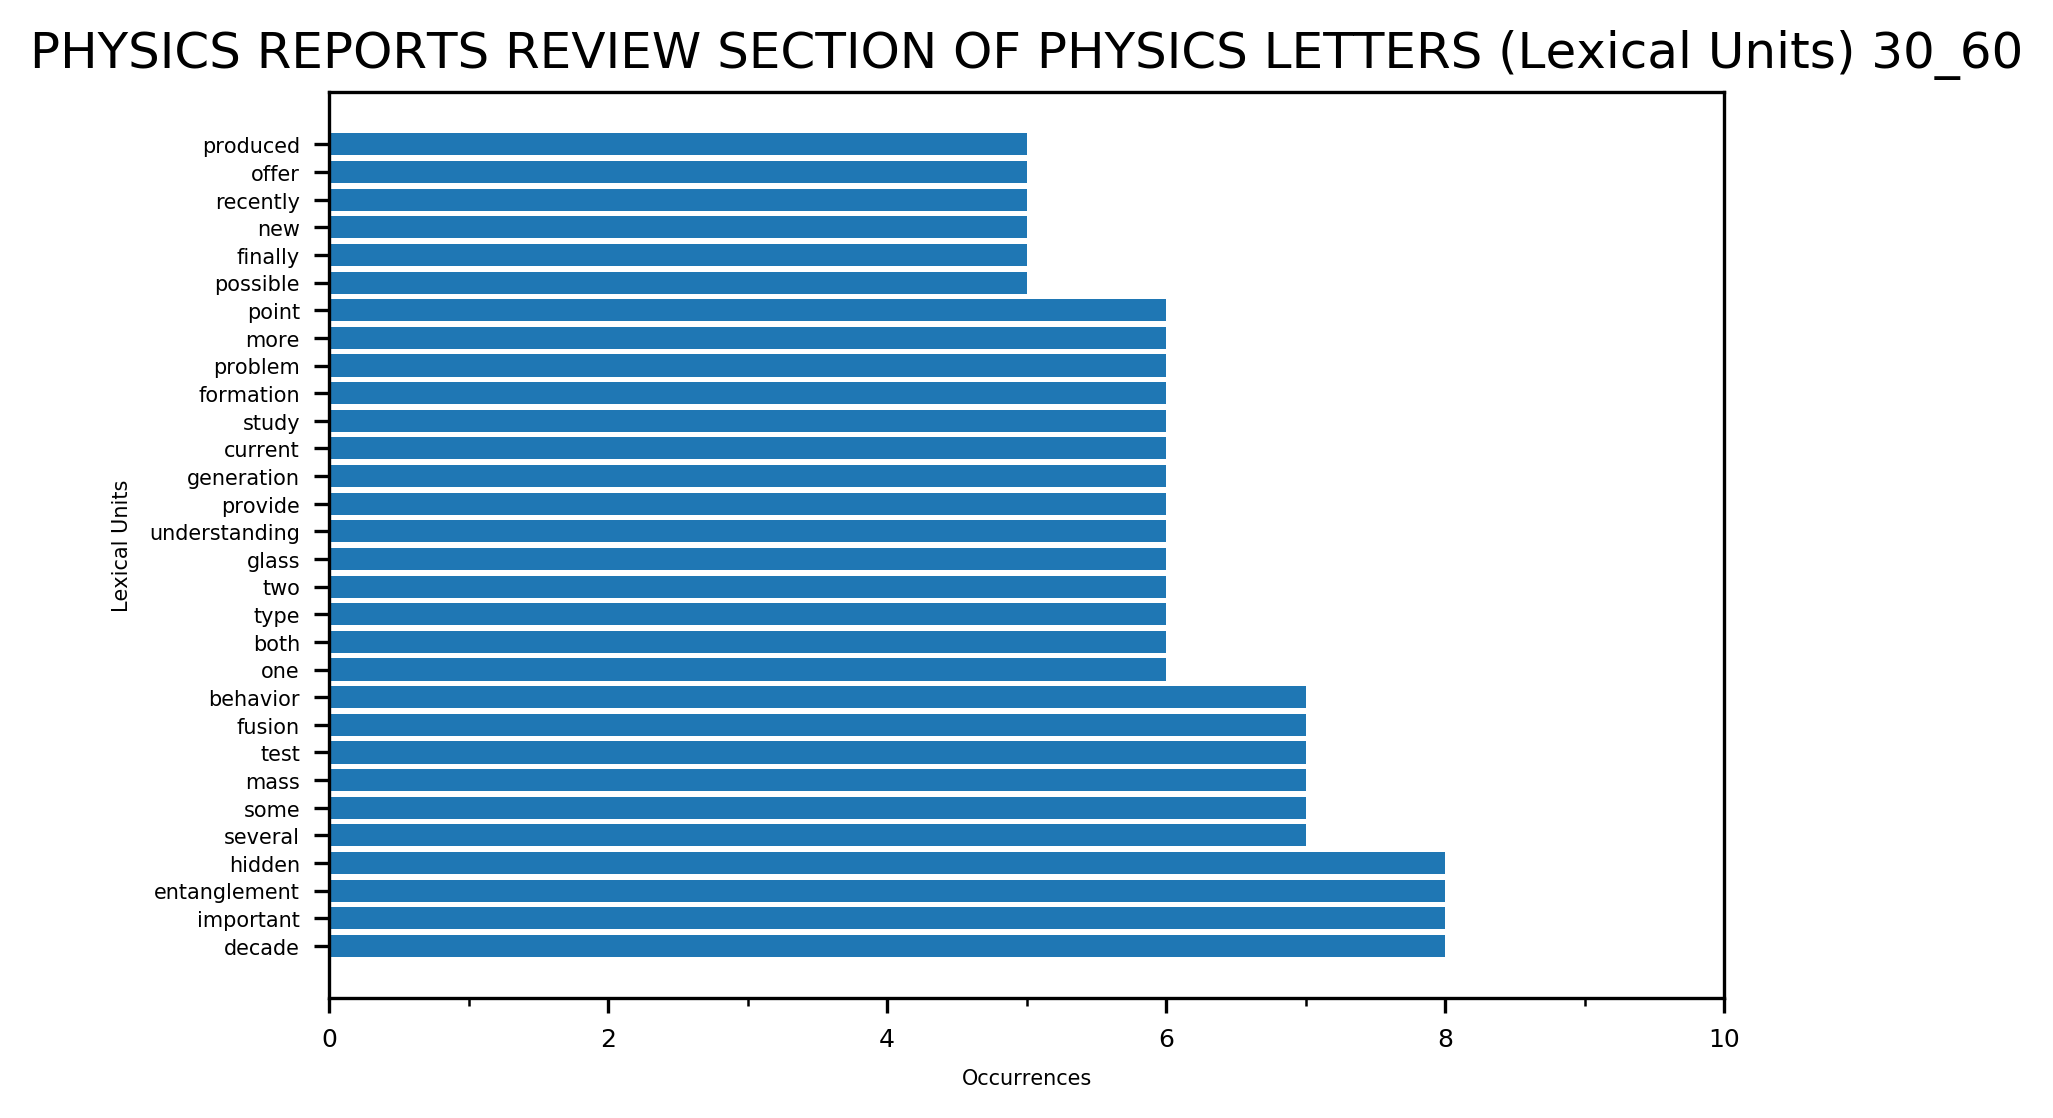 PHYSICS REPORTS REVIEW SECTION OF PHYSICS LETTERS (Lexical Units) 30_60
produced
offer
recently
new
finally
possible
point
more
problem
formation
study
current
generation
provide
understanding
glass
two
type
both
one
behavior
fusion
test
mass
some
several
hidden
entanglement
important
decade
Lexical Units
0 2 4 6 8 10
Occurrences